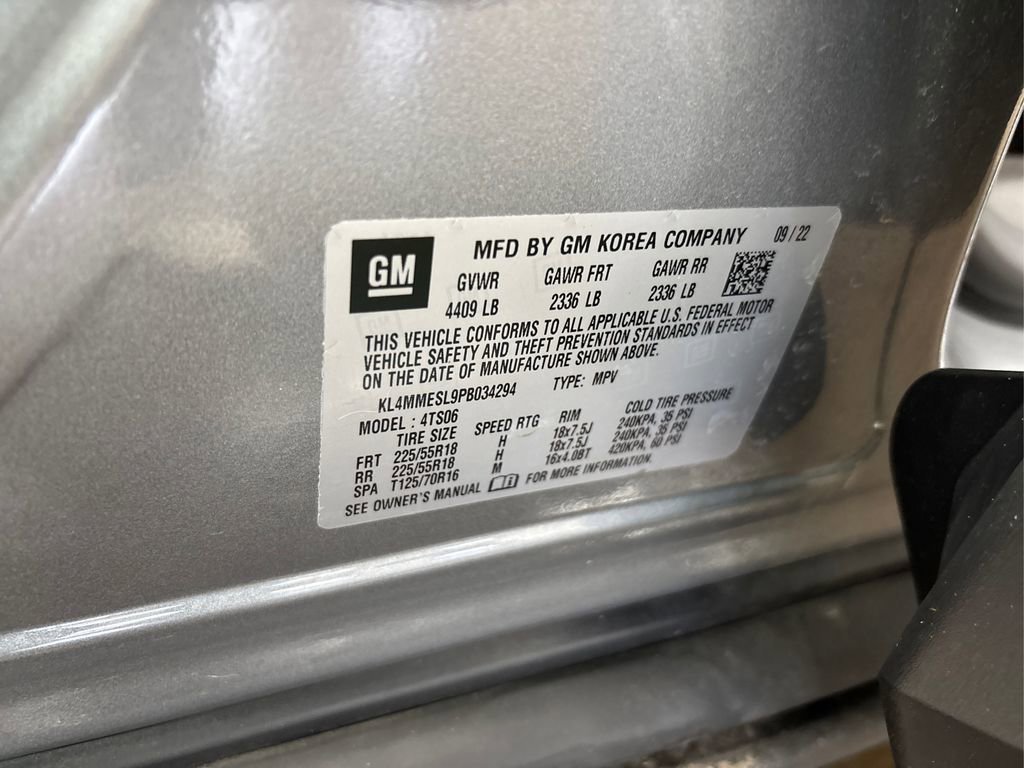 GM
MFD BY GM KOREA COMPANY 09 / 22
GVWR GAWR FRT GAWR RR
4409 LB 2336 LB 2336 LB
THIS VEHICLE CONFORMS TO ALL APPLICABLE U.S. FEDERAL MOTOR
VEHICLE SAFETY AND THEFT PREVENTION STANDARDS IN EFFECT
ON THE DATE OF MANUFACTURE SHOWN ABOVE.
KL4MMESL9PB034294 TYPE: MPV
MODEL : 4TS06
TIRE SIZE SPEED RTG RIM COLD TIRE PRESSURE
FRT 225/55R18 H 18x7.5J 240KPA, 35 PSI
RR 225/55R18 H 18x7.5J 240KPA, 35 PSI
SPA T125/70R16 M 16x4.0BT 420KPA, 60 PSI
SEE OWNER'S MANUAL FOR MORE INFORMATION.